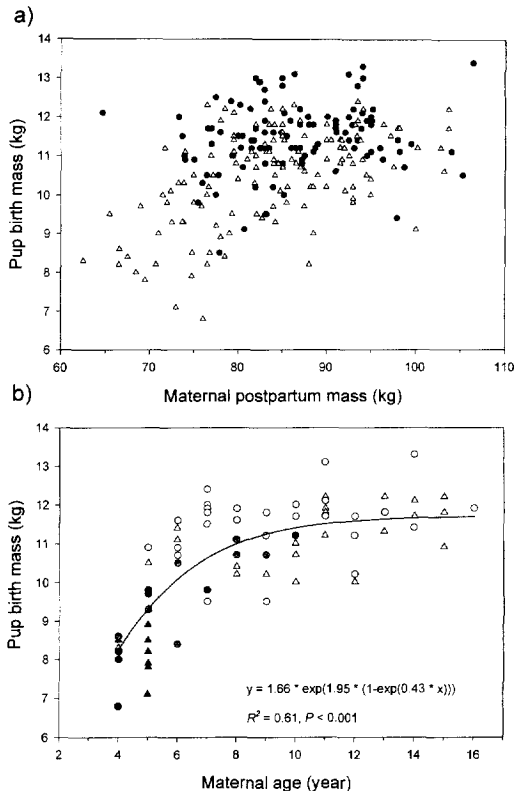 a)
14
13
12
11
10
9
8
7
6
Pup birth mass (kg)
60 70 80 90 100 110
Maternal postpartum mass (kg)
b)
14
13
12
11
10
9
8
7
6
Pup birth mass (kg)
y = 1.66 * exp(1.95 * (1-exp(0.43 * x)))
R² = 0.61, P < 0.001
2 4 6 8 10 12 14 16
Maternal age (year)